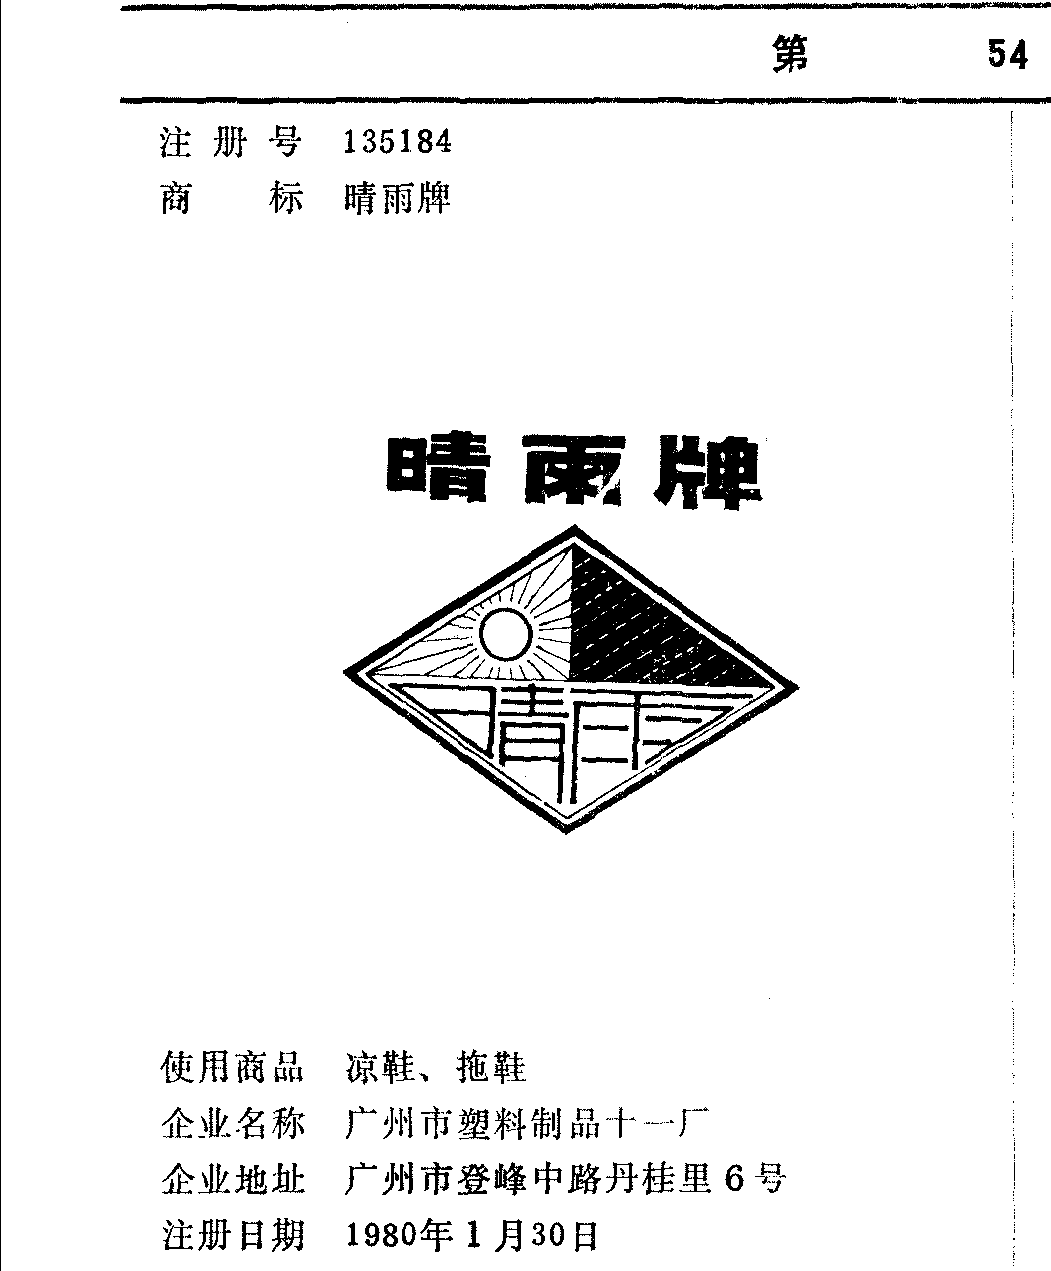 第 54
注册号 135184
商标 晴雨牌
晴雨牌
使用商品 凉鞋、拖鞋
企业名称 广州市塑料制品十一厂
企业地址 广州市登峰中路丹桂里6号
注册日期 1980年1月30日